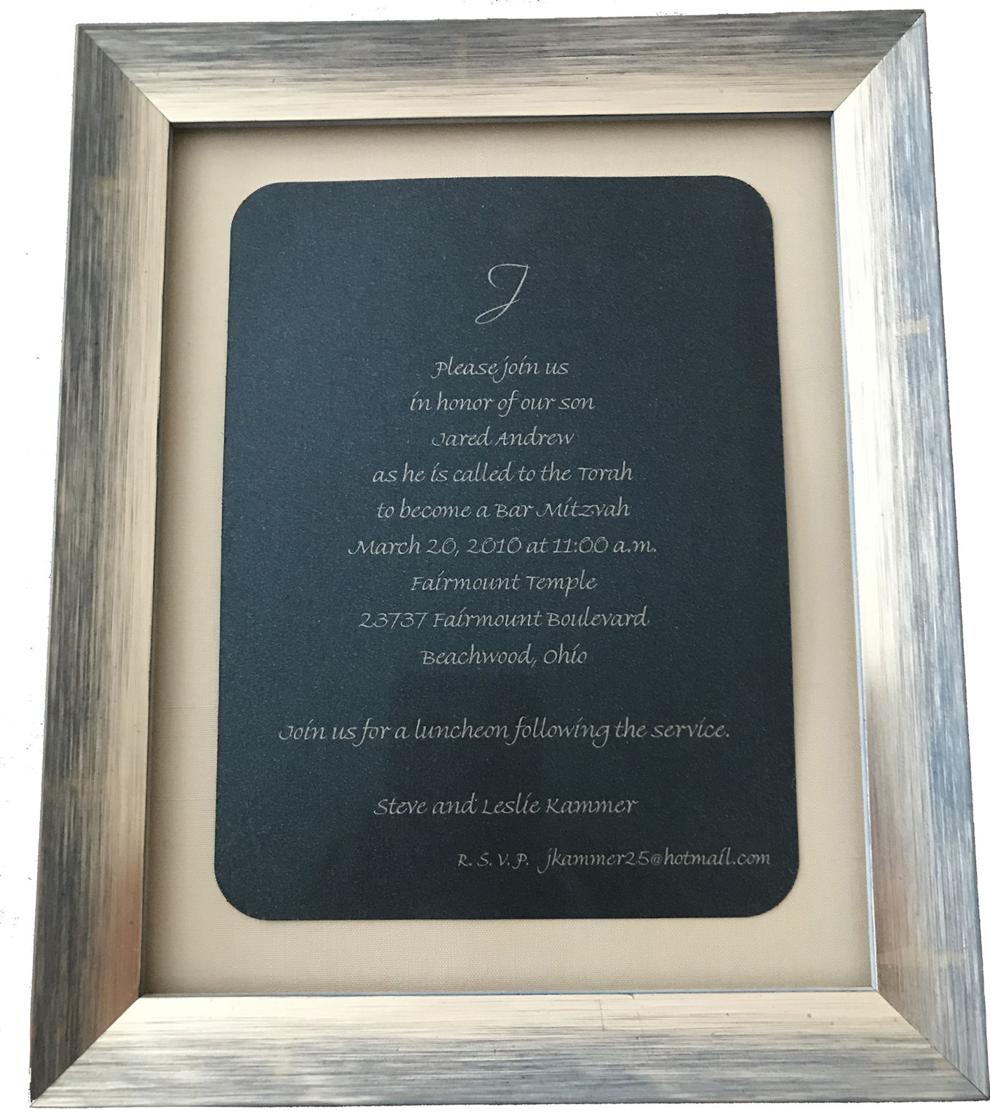 J
Please join us
in honor of our son
Jared Andrew
as he is called to the Torah
to become a Bar Mitzvah
March 20, 2010 at 11:00 a.m.
Fairmount Temple
23737 Fairmount Boulevard
Beachwood, Ohio
Join us for a luncheon following the service.
Steve and Leslie Kammer
R. S. V. P. jkammer25@hotmail.com